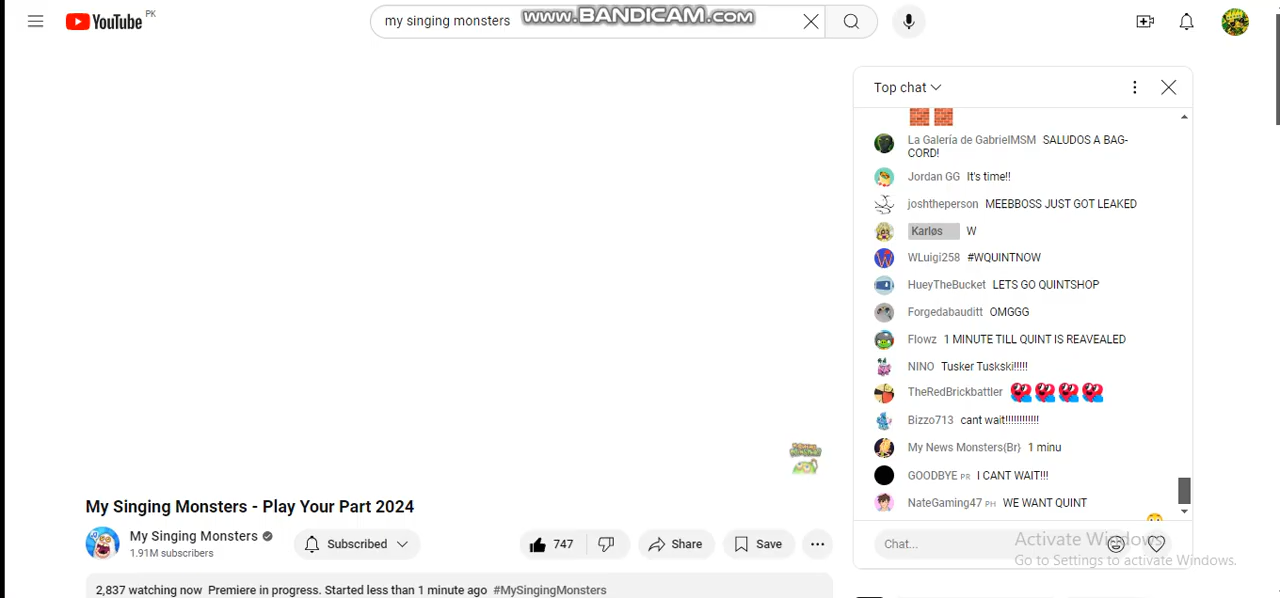 YouTube PK
my singing monsters
www.BANDICAM.com
Top chat
La Galería de GabrielMSM SALUDOS A BAG-
CORD!
Jordan GG It's time!!
joshtheperson MEEBBOSS JUST GOT LEAKED
Karløs W
WLuigi258 #WQUINTNOW
HueyTheBucket LETS GO QUINTSHOP
Forgedabauditt OMGGG
Flowz 1 MINUTE TILL QUINT IS REAVEALED
NINO Tusker Tuskski!!!!!
TheRedBrickbattler
Bizzo713 cant wait!!!!!!!!!!!!
My News Monsters{Br} 1 minu
GOODBYE PR I CANT WAIT!!!
NateGaming47 PH WE WANT QUINT
Chat...
Activate Windows
Go to Settings to activate Windows.
My Singing Monsters - Play Your Part 2024
My Singing Monsters
1.91M subscribers
Subscribed
747
Share
Save
2,837 watching now Premiere in progress. Started less than 1 minute ago #MySingingMonsters